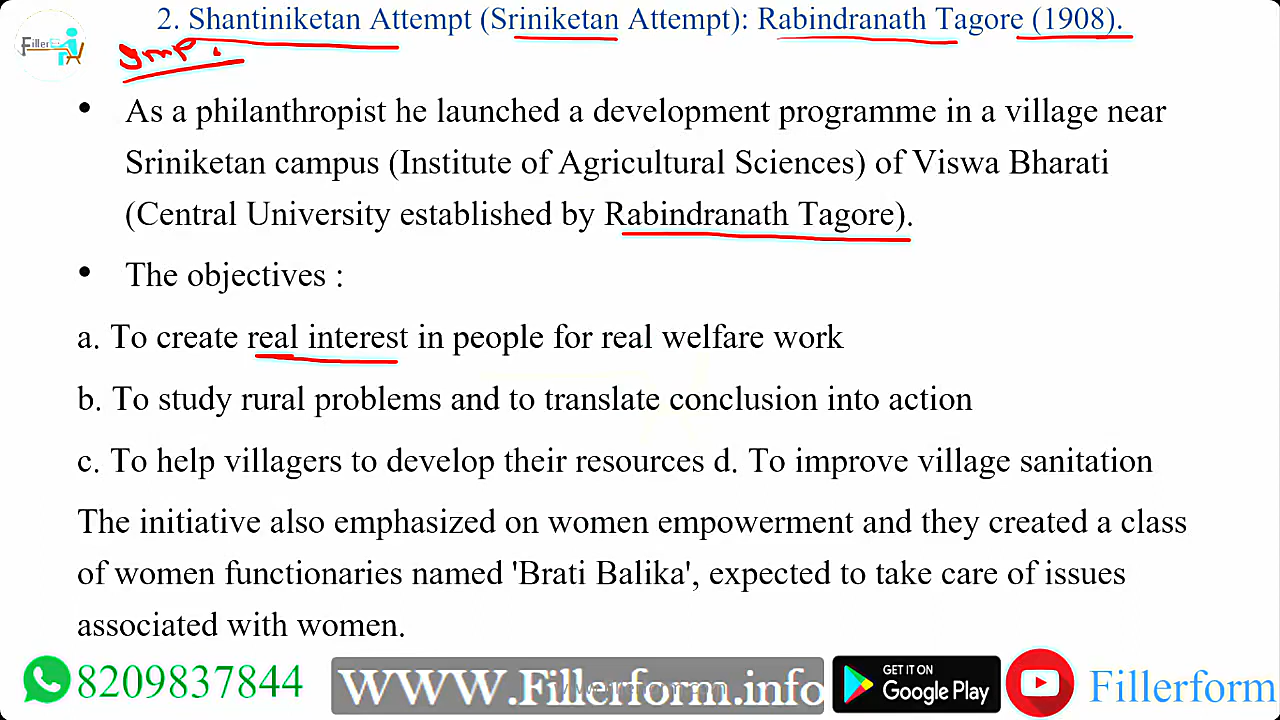 2. Shantiniketan Attempt (Sriniketan Attempt): Rabindranath Tagore (1908).
Filler
Imp.
• As a philanthropist he launched a development programme in a village near
Sriniketan campus (Institute of Agricultural Sciences) of Viswa Bharati
(Central University established by Rabindranath Tagore).
• The objectives :
a. To create real interest in people for real welfare work
b. To study rural problems and to translate conclusion into action
c. To help villagers to develop their resources d. To improve village sanitation
The initiative also emphasized on women empowerment and they created a class
of women functionaries named 'Brati Balika', expected to take care of issues
associated with women.
8209837844
www.Fillerform.info
GET IT ON
Google Play
Fillerform